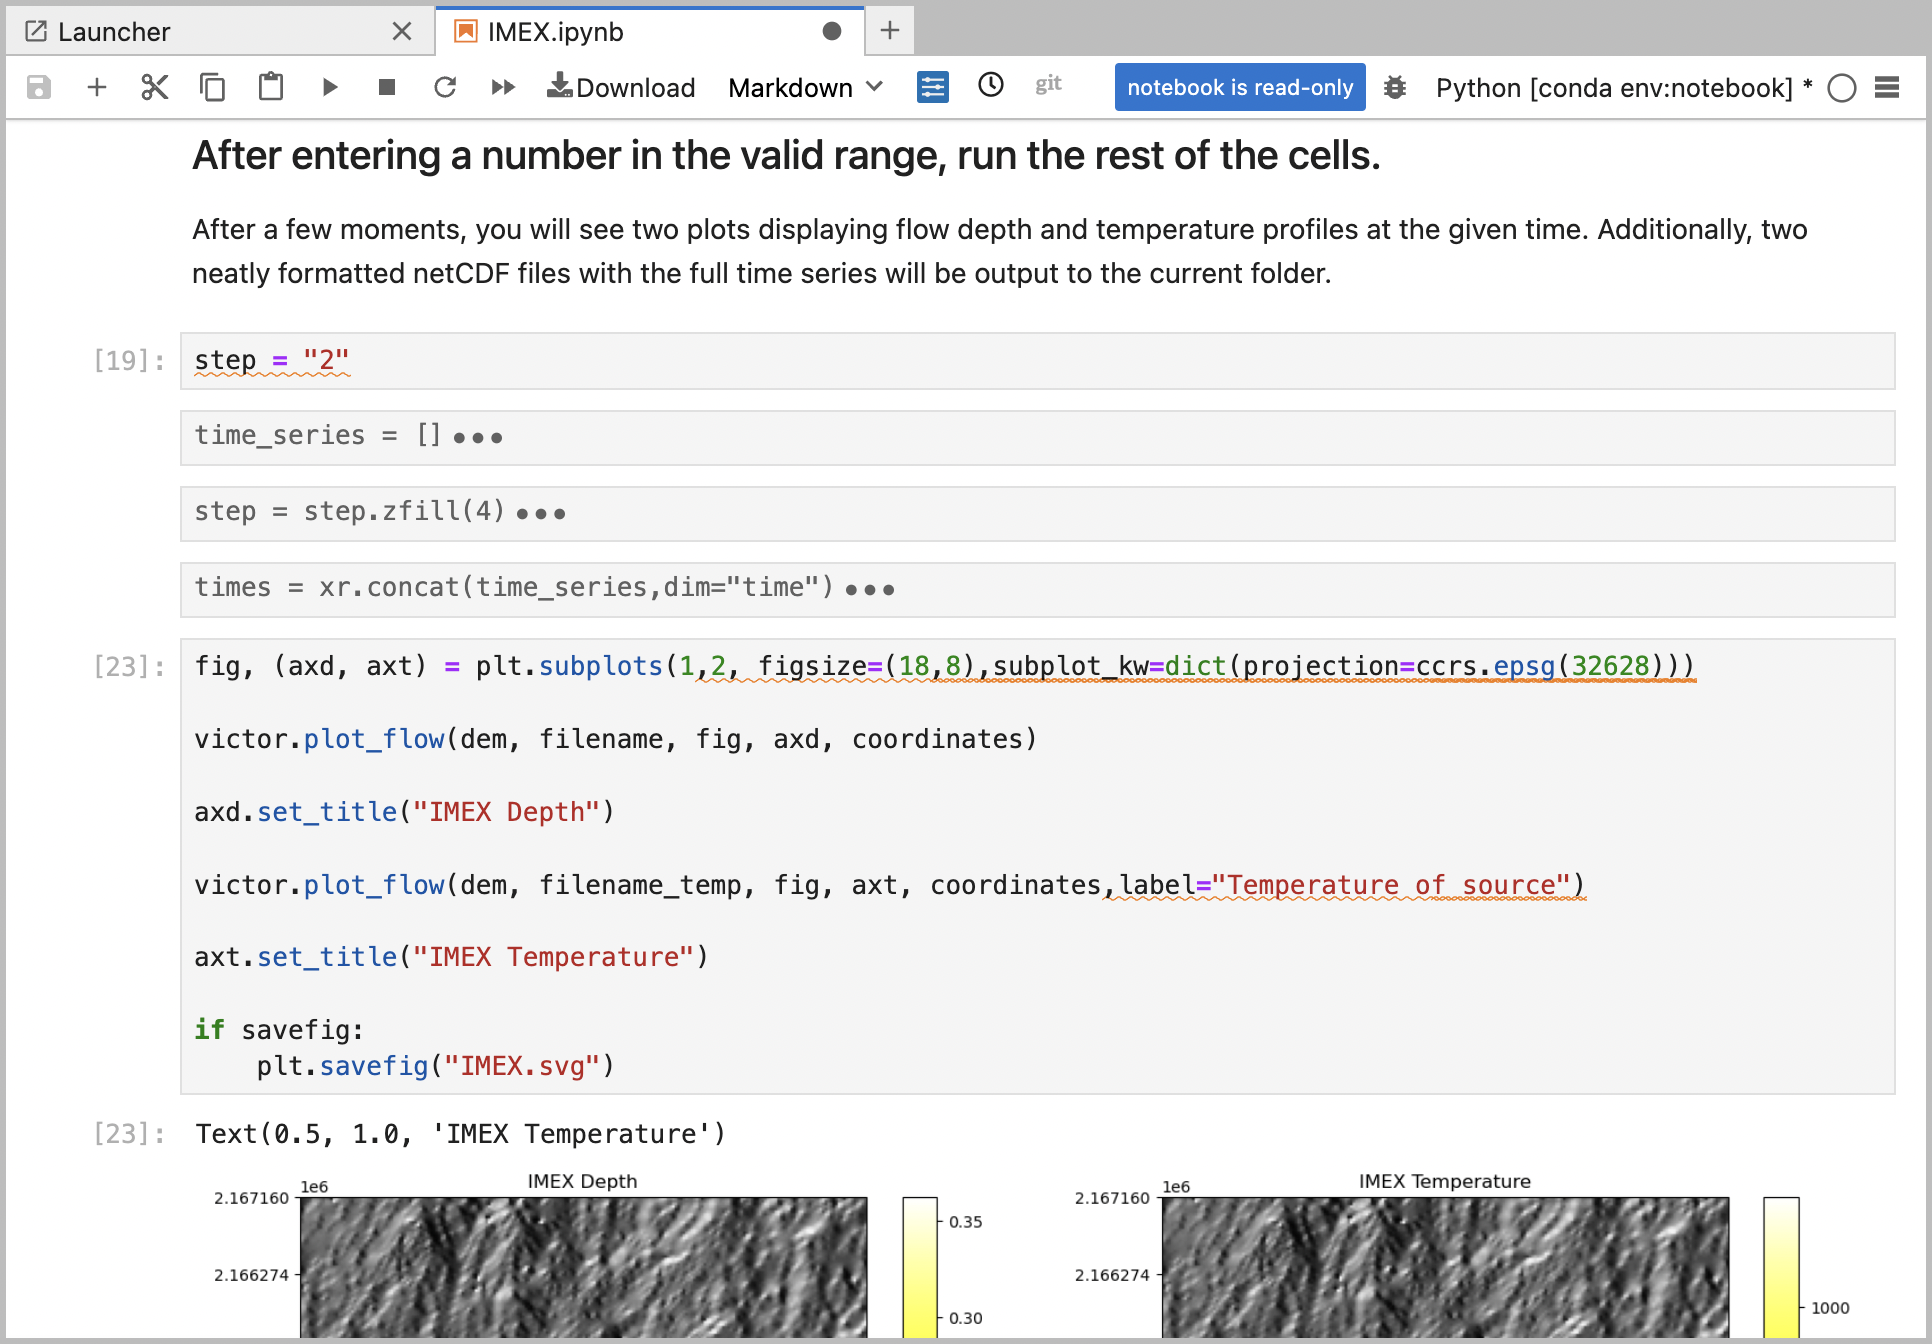 Launcher
IMEX.ipynb
Download Markdown git notebook is read-only Python [conda env:notebook] *
After entering a number in the valid range, run the rest of the cells.
After a few moments, you will see two plots displaying flow depth and temperature profiles at the given time. Additionally, two
neatly formatted netCDF files with the full time series will be output to the current folder.
[19]: step = "2"
time_series = [] •••
step = step.zfill(4) •••
times = xr.concat(time_series,dim="time") •••
[23]: fig, (axd, axt) = plt.subplots(1,2, figsize=(18,8),subplot_kw=dict(projection=ccrs.epsg(32628)))
victor.plot_flow(dem, filename, fig, axd, coordinates)
axd.set_title("IMEX Depth")
victor.plot_flow(dem, filename_temp, fig, axt, coordinates,label="Temperature of source")
axt.set_title("IMEX Temperature")
if savefig:
    plt.savefig("IMEX.svg")
[23]: Text(0.5, 1.0, 'IMEX Temperature')
IMEX Depth
1e6
2.167160
2.166274
0.35
0.30
IMEX Temperature
1e6
2.167160
2.166274
1000